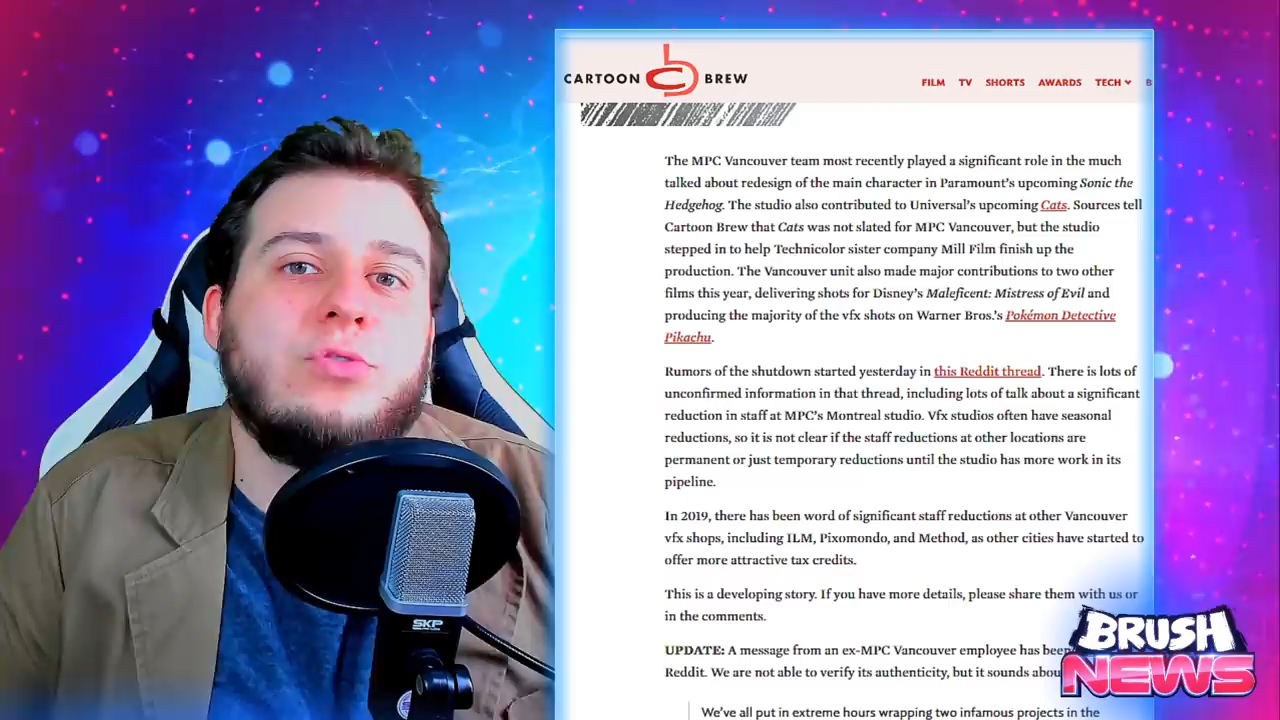 CARTOON BREW
FILM TV SHORTS AWARDS TECH B
The MPC Vancouver team most recently played a significant role in the much
talked about redesign of the main character in Paramount's upcoming Sonic the
Hedgehog. The studio also contributed to Universal's upcoming Cats. Sources tell
Cartoon Brew that Cats was not slated for MPC Vancouver, but the studio
stepped in to help Technicolor sister company Mill Film finish up the
production. The Vancouver unit also made major contributions to two other
films this year, delivering shots for Disney's Maleficent: Mistress of Evil and
producing the majority of the vfx shots on Warner Bros.'s Pokémon Detective
Pikachu.
Rumors of the shutdown started yesterday in this Reddit thread. There is lots of
unconfirmed information in that thread, including lots of talk about a significant
reduction in staff at MPC's Montreal studio. Vfx studios often have seasonal
reductions, so it is not clear if the staff reductions at other locations are
permanent or just temporary reductions until the studio has more work in its
pipeline.
In 2019, there has been word of significant staff reductions at other Vancouver
vfx shops, including ILM, Pixomondo, and Method, as other cities have started to
offer more attractive tax credits.
This is a developing story. If you have more details, please share them with us or
in the comments.
UPDATE: A message from an ex-MPC Vancouver employee has been
Reddit. We are not able to verify its authenticity, but it sounds
We've all put in extreme hours wrapping two infamous projects in the
SKP
BRUSH
NEWS